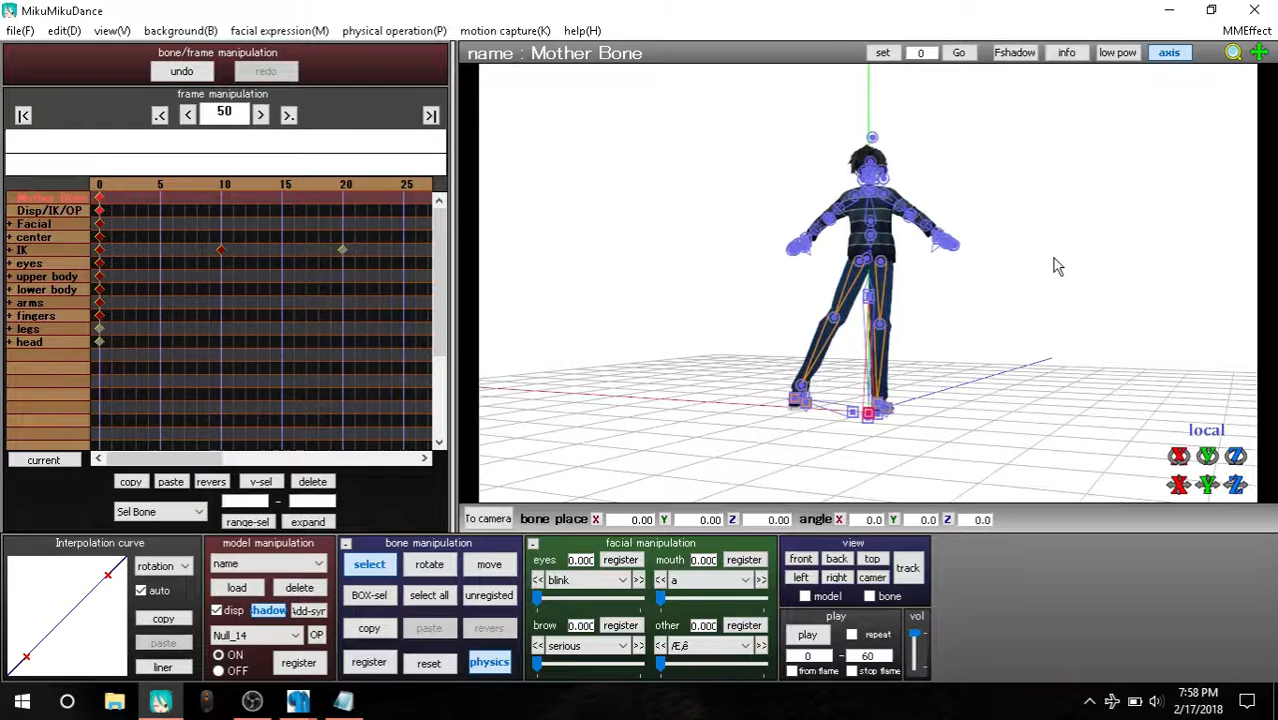 MikuMikuDance
file(F) edit(D) view(V) background(B) facial expression(M) physical operation(P) motion capture(K) help(H) MMEffect
bone/frame manipulation
undo redo
frame manipulation
|< .< < 50 > >. >|
name : Mother Bone
set 0 Go Fshadow info low pow axis
0 5 10 15 20 25
Disp/IK/OP
+ Facial
+ center
+ IK
+ eyes
+ upper body
+ lower body
+ arms
+ fingers
+ legs
+ head
current
copy paste revers v-sel delete
Sel Bone -
range-sel expand
local
X Y Z
X Y Z
To camera bone place X 0.00 Y 0.00 Z 0.00 angle X 0.0 Y 0.0 Z 0.0
Interpolation curve
rotation
auto
copy
paste
liner
model manipulation
name
load delete
disp shadow Add-syn
Null_14 OP
ON
OFF
register
- bone manipulation
select rotate move
BOX-sel select all unregisted
copy paste revers
register reset physics
- facial manipulation
eyes 0.000 register mouth 0.000 register
<< blink >> << a >>
brow 0.000 register other 0.000 register
<< serious >> << Æ,ê >>
view
front back top
left right camer track
model bone
play
play repeat
0 - 60
from flame stop flame
vol
7:58 PM
2/17/2018